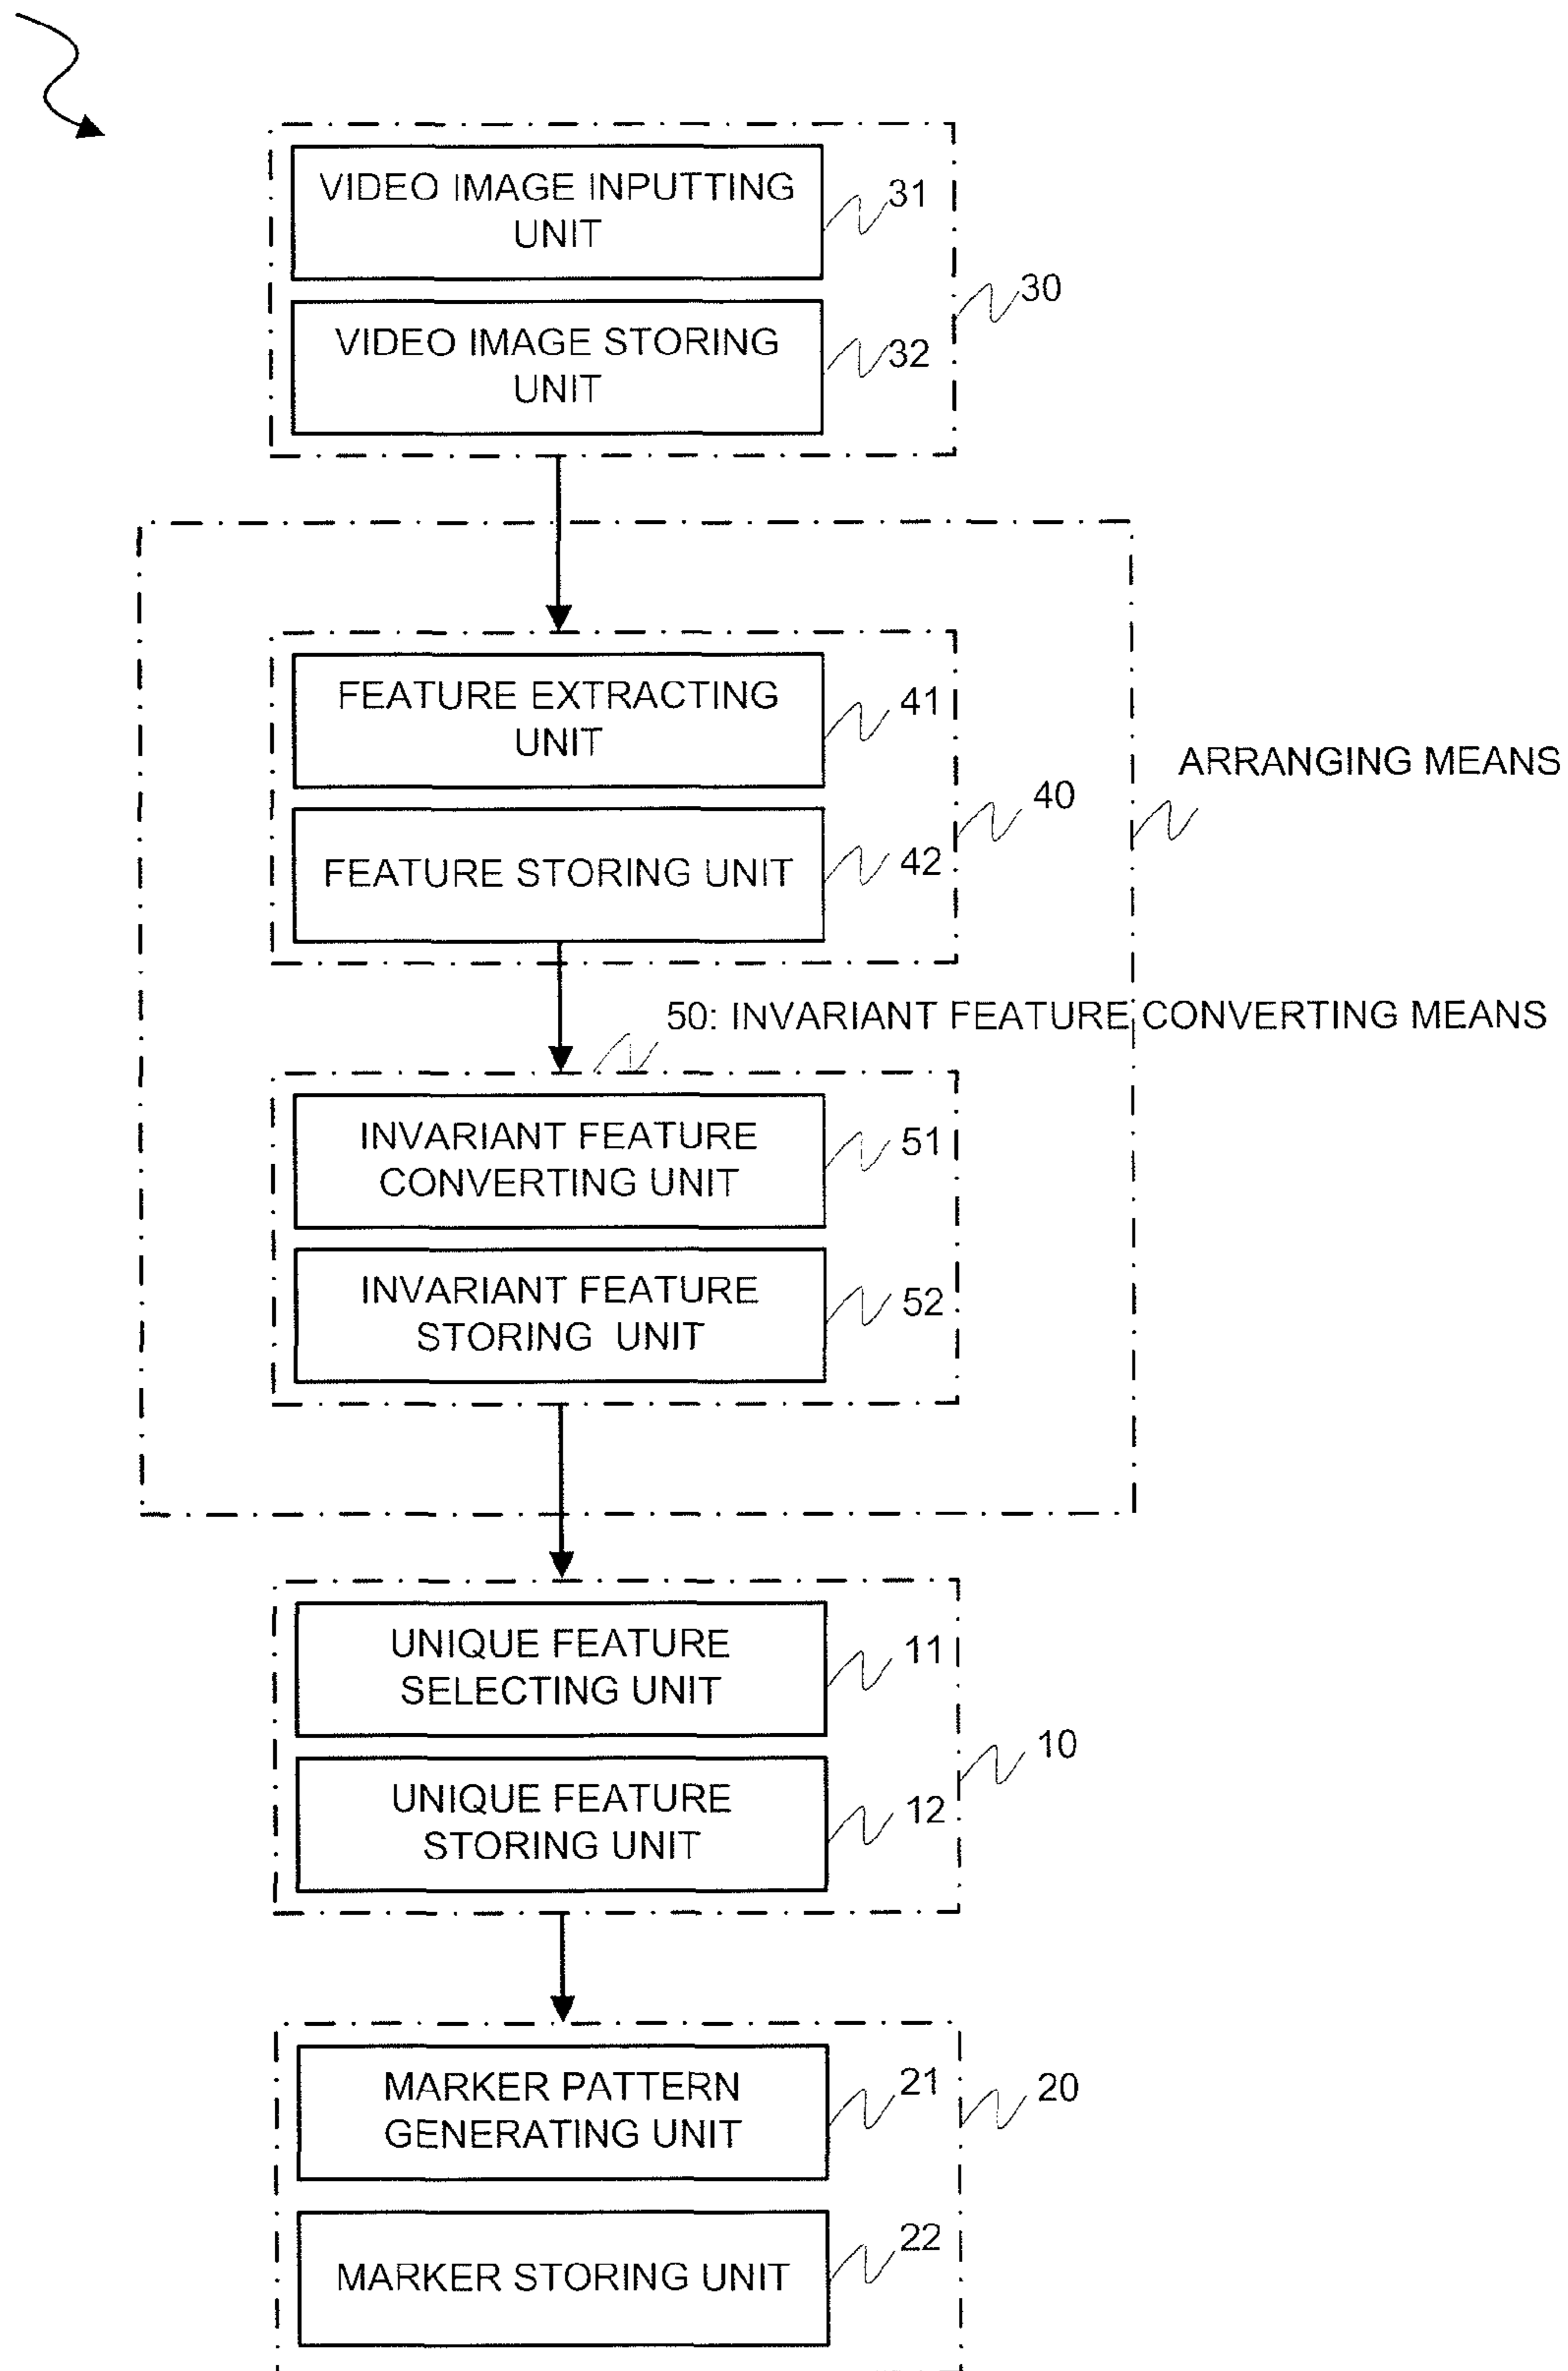 VIDEO IMAGE INPUTTING
UNIT
31
30
VIDEO IMAGE STORING
UNIT
32
FEATURE EXTRACTING
UNIT
41
ARRANGING MEANS
40
FEATURE STORING UNIT
42
50: INVARIANT FEATURE CONVERTING MEANS
INVARIANT FEATURE
CONVERTING UNIT
51
INVARIANT FEATURE
STORING UNIT
52
UNIQUE FEATURE
SELECTING UNIT
11
10
UNIQUE FEATURE
STORING UNIT
12
MARKER PATTERN
GENERATING UNIT
21
20
MARKER STORING UNIT
22